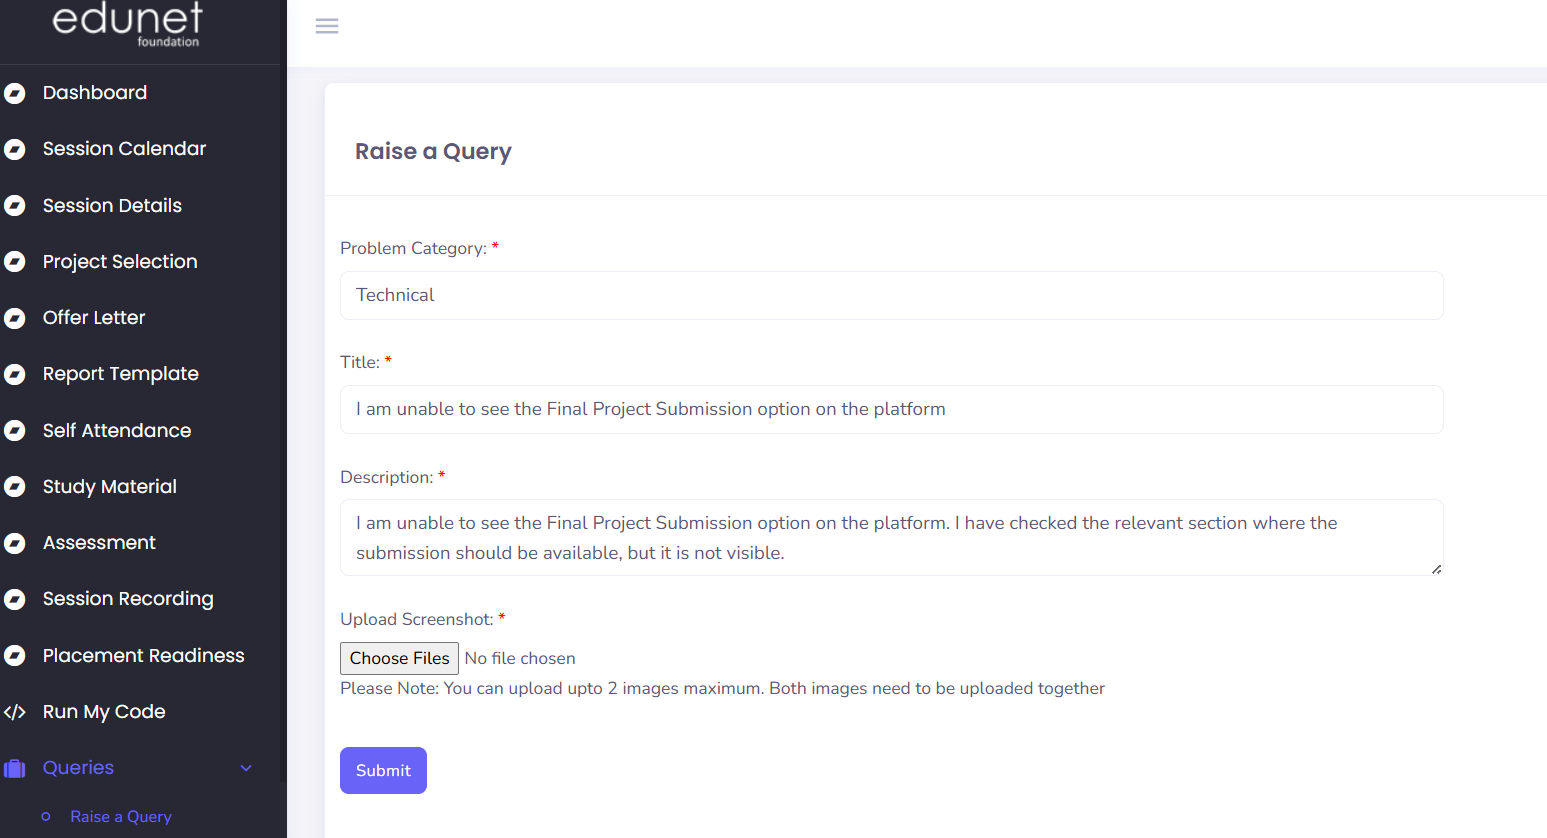 edunet
foundation
Dashboard
Session Calendar
Session Details
Project Selection
Offer Letter
Report Template
Self Attendance
Study Material
Assessment
Session Recording
Placement Readiness
</> Run My Code
Queries
Raise a Query
Raise a Query
Problem Category: *
Technical
Title: *
I am unable to see the Final Project Submission option on the platform
Description: *
I am unable to see the Final Project Submission option on the platform. I have checked the relevant section where the
submission should be available, but it is not visible.
Upload Screenshot: *
Choose Files No file chosen
Please Note: You can upload upto 2 images maximum. Both images need to be uploaded together
Submit